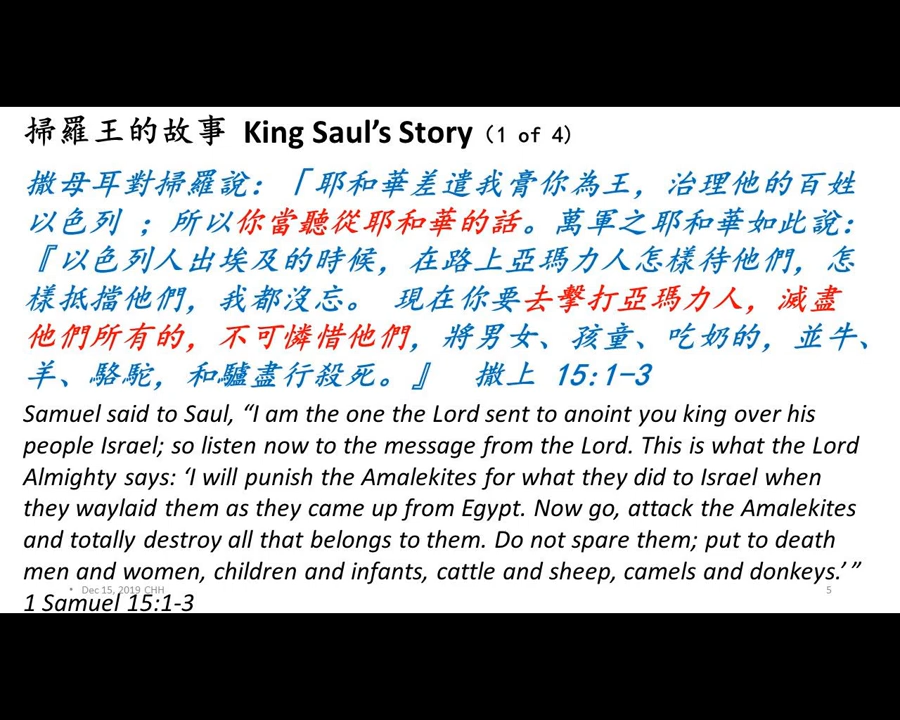 掃羅王的故事 King Saul's Story (1 of 4)
撒母耳對掃羅說：「耶和華差遣我膏你為王，治理他的百姓
以色列 ；所以你當聽從耶和華的話。萬軍之耶和華如此說：
『以色列人出埃及的時候，在路上亞瑪力人怎樣待他們，怎
樣抵擋他們，我都沒忘。 現在你要去擊打亞瑪力人，滅盡
他們所有的，不可憐惜他們，將男女、孩童、吃奶的，並牛、
羊、駱駝，和驢盡行殺死。』 撒上 15:1-3
Samuel said to Saul, “I am the one the Lord sent to anoint you king over his
people Israel; so listen now to the message from the Lord. This is what the Lord
Almighty says: ‘I will punish the Amalekites for what they did to Israel when
they waylaid them as they came up from Egypt. Now go, attack the Amalekites
and totally destroy all that belongs to them. Do not spare them; put to death
men and women, children and infants, cattle and sheep, camels and donkeys.’ ”
• Dec 15, 2019 CHH 5
1 Samuel 15:1-3